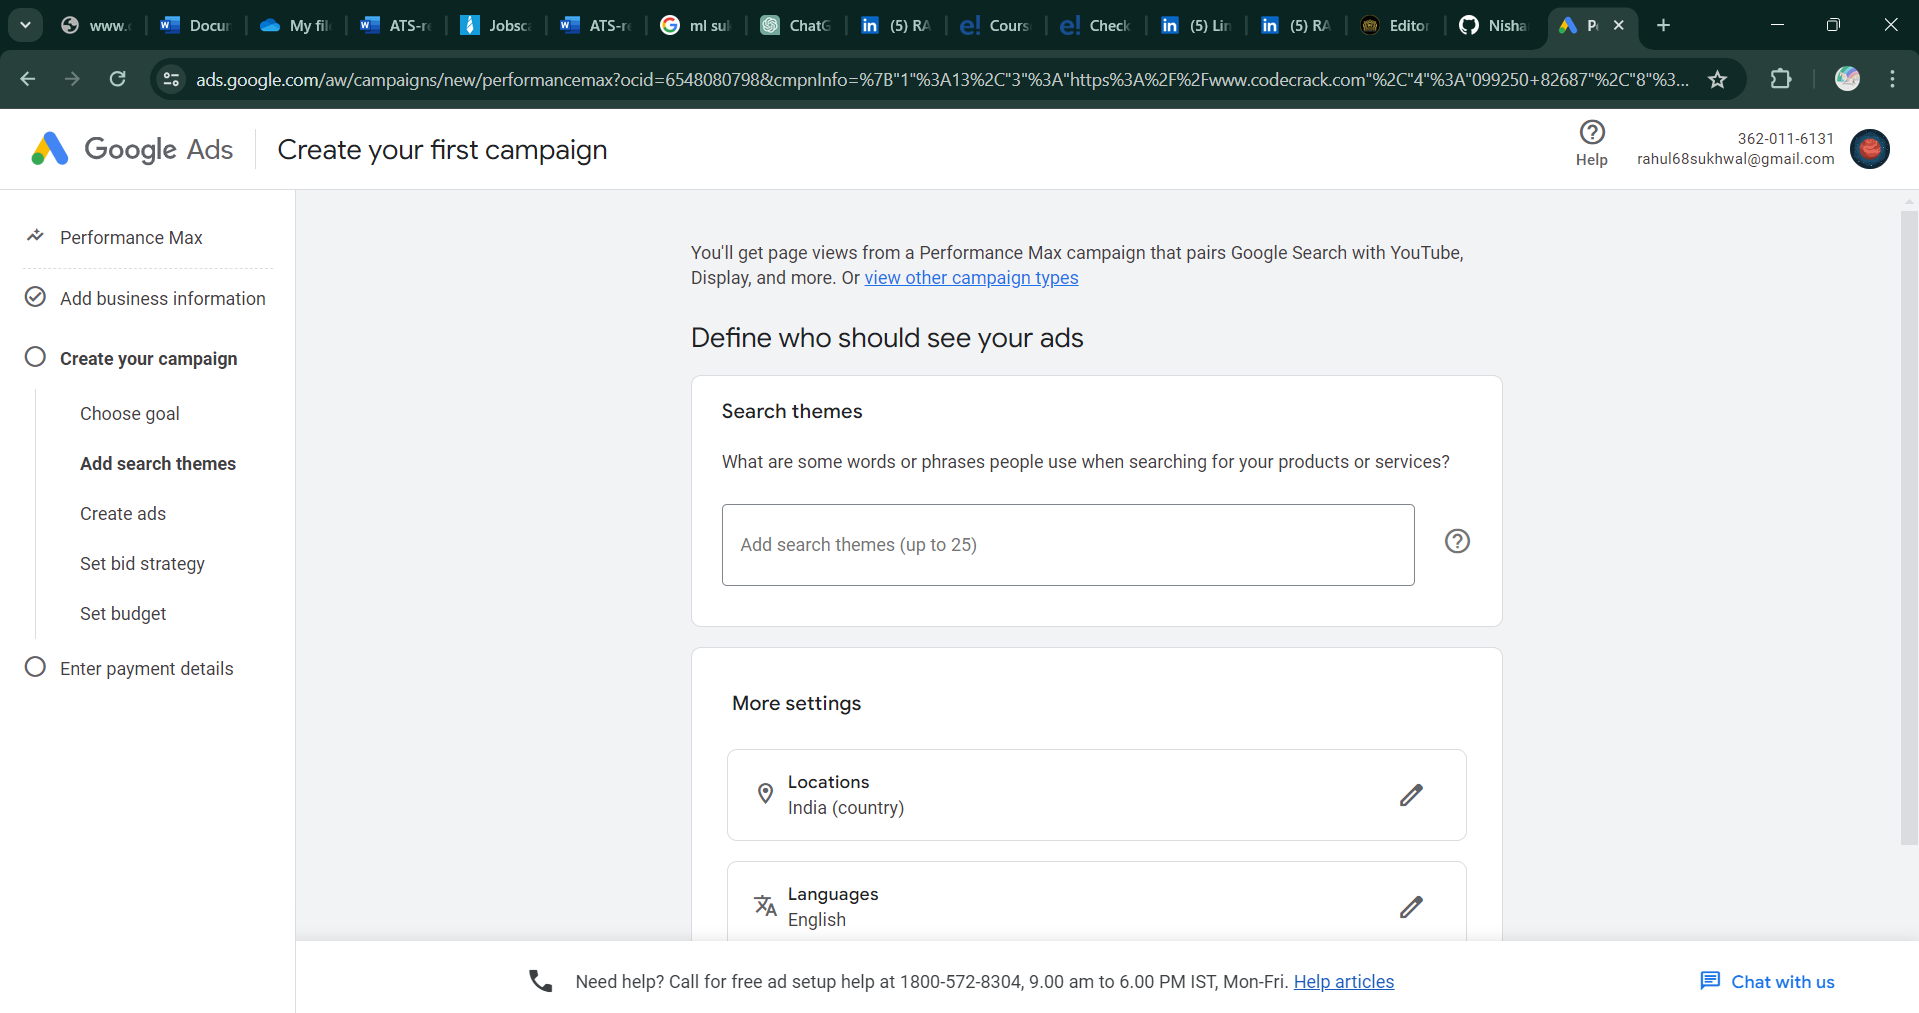 www.
Docun
My fil
ATS-re
Jobsca
ATS-re
ml suk
ChatG
(5) RA
Cours
Check
(5) Lin
(5) RA
Editor
Nisha
ads.google.com/aw/campaigns/new/performancemax?ocid=6548080798&cmpnInfo=%7B"1"%3A13%2C"3"%3A"https%3A%2F%2Fwww.codecrack.com"%2C"4"%3A"099250+82687"%2C"8"%3...
Google Ads
Create your first campaign
Help
362-011-6131
rahul68sukhwal@gmail.com
Performance Max
Add business information
Create your campaign
Choose goal
Add search themes
Create ads
Set bid strategy
Set budget
Enter payment details
You'll get page views from a Performance Max campaign that pairs Google Search with YouTube,
Display, and more. Or view other campaign types
Define who should see your ads
Search themes
What are some words or phrases people use when searching for your products or services?
Add search themes (up to 25)
More settings
Locations
India (country)
Languages
English
Need help? Call for free ad setup help at 1800-572-8304, 9.00 am to 6.00 PM IST, Mon-Fri. Help articles
Chat with us